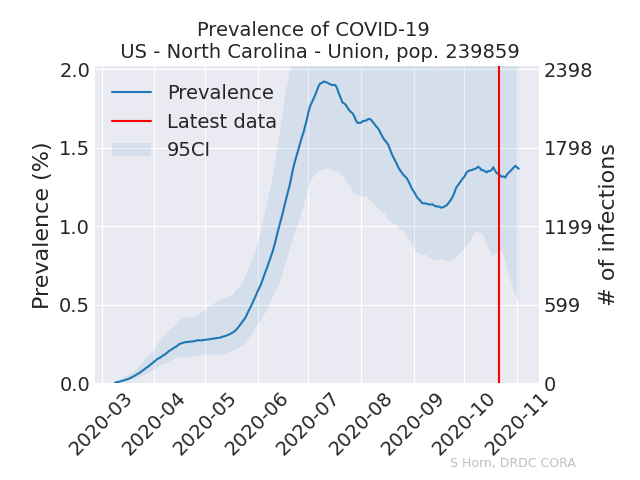 Prevalence of COVID-19
US - North Carolina - Union, pop. 239859
2.0
1.5
1.0
0.5
0.0
Prevalence (%)
Prevalence
Latest data
95CI
2398
1798
1199
599
0
# of infections
2020-03
2020-04
2020-05
2020-06
2020-07
2020-08
2020-09
2020-10
2020-11
S Horn, DRDC CORA